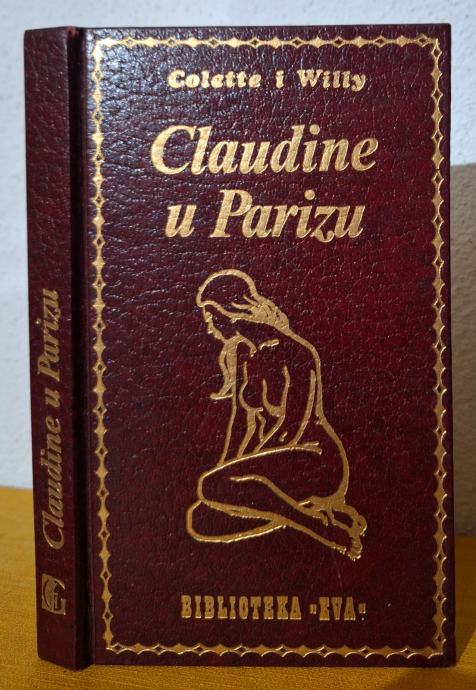 Colette i Willy
Claudine
u Parizu
BIBLIOTEKA "EVA"
Claudine u Parizu